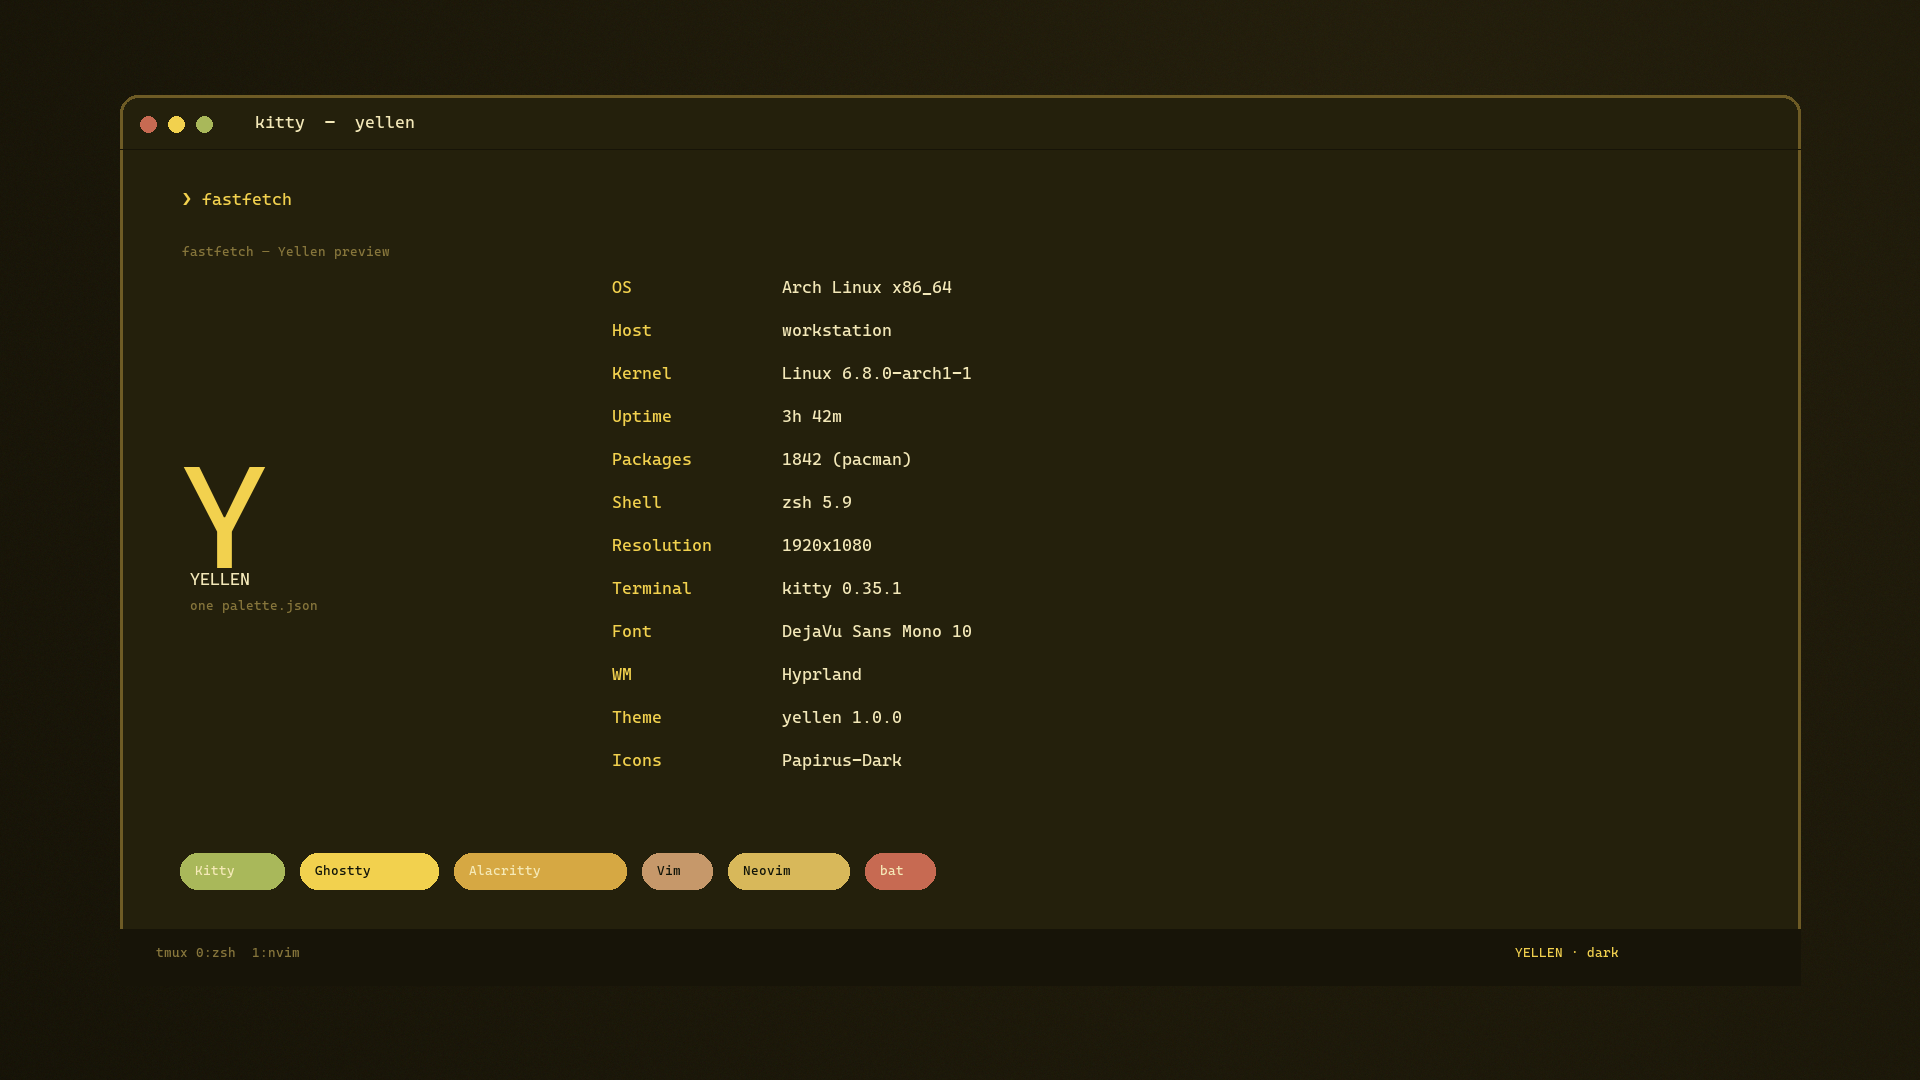 kitty — yellen
❯ fastfetch
fastfetch — Yellen preview
OS Arch Linux x86_64
Host workstation
Kernel Linux 6.8.0-arch1-1
Uptime 3h 42m
Packages 1842 (pacman)
Shell zsh 5.9
Resolution 1920x1080
Terminal kitty 0.35.1
Font DejaVu Sans Mono 10
WM Hyprland
Theme yellen 1.0.0
Icons Papirus-Dark
Y
YELLEN
one palette.json
Kitty Ghostty Alacritty Vim Neovim bat
tmux 0:zsh 1:nvim YELLEN · dark